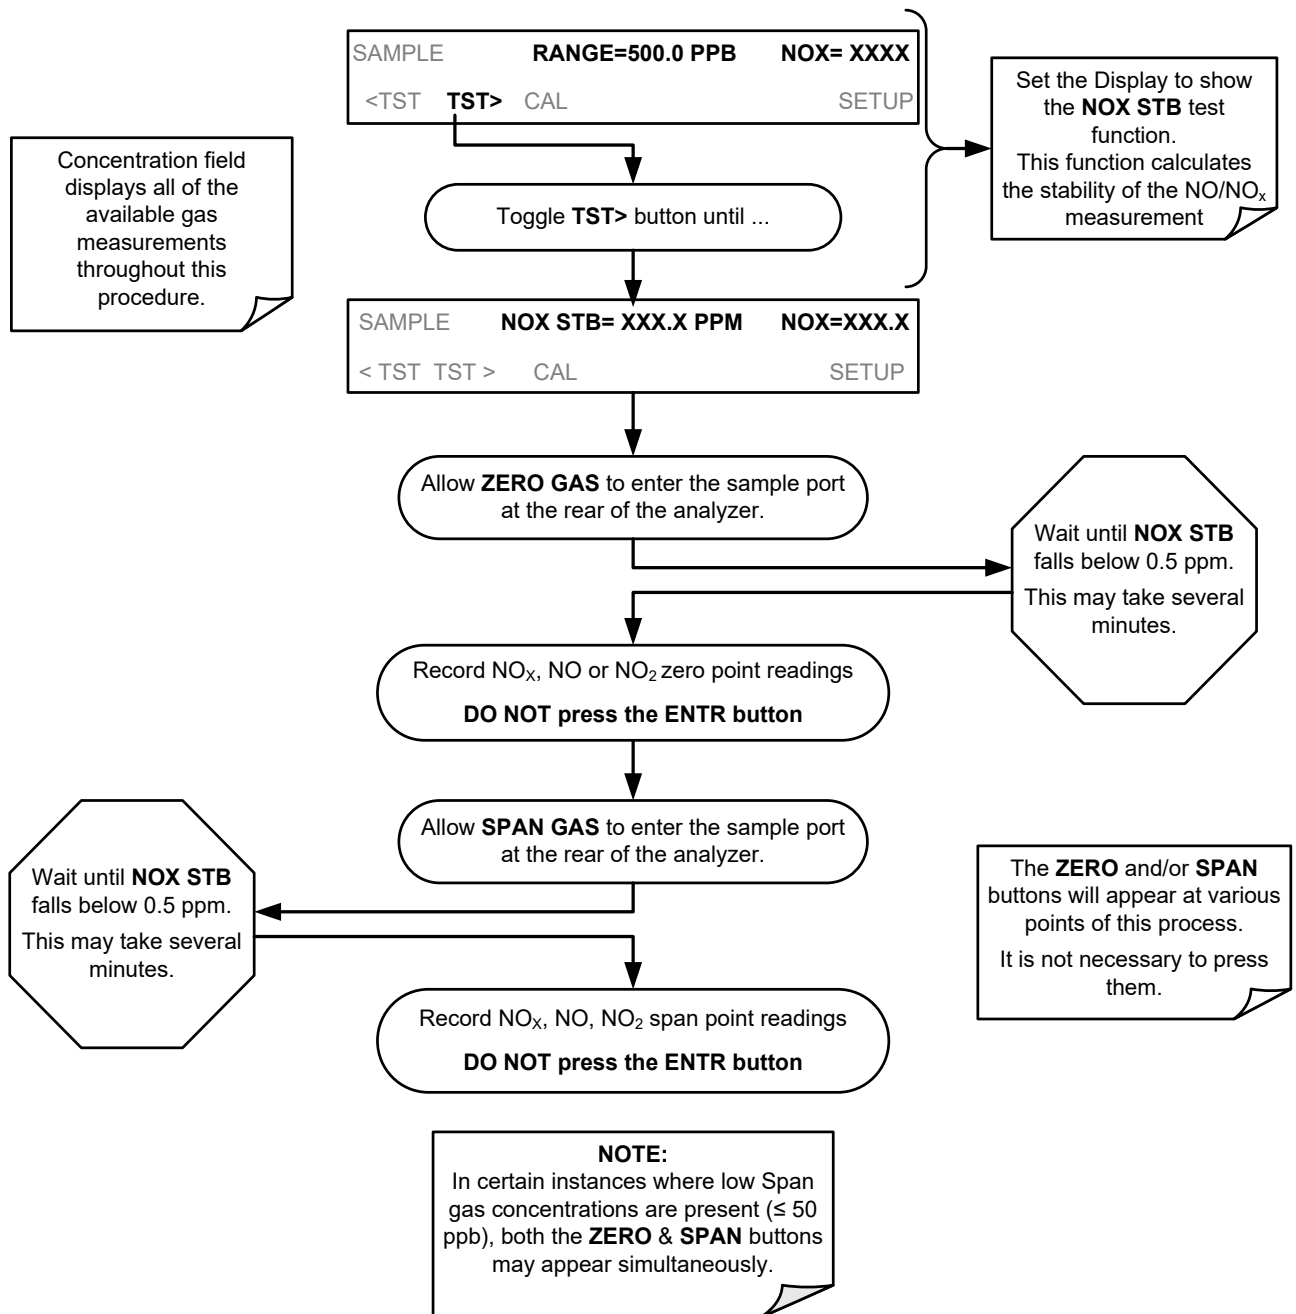 SAMPLE RANGE=500.0 PPB NOX= XXXX
<TST TST> CAL SETUP
Set the Display to show
the NOX STB test
function.
This function calculates
the stability of the NO/NOx
measurement
Concentration field
displays all of the
available gas
measurements
throughout this
procedure.
Toggle TST> button until ...
SAMPLE NOX STB= XXX.X PPM NOX=XXX.X
< TST TST > CAL SETUP
Allow ZERO GAS to enter the sample port
at the rear of the analyzer.
Wait until NOX STB
falls below 0.5 ppm.
This may take several
minutes.
Record NOX, NO or NO2 zero point readings
DO NOT press the ENTR button
Allow SPAN GAS to enter the sample port
at the rear of the analyzer.
Wait until NOX STB
falls below 0.5 ppm.
This may take several
minutes.
The ZERO and/or SPAN
buttons will appear at various
points of this process.
It is not necessary to press
them.
Record NOX, NO, NO2 span point readings
DO NOT press the ENTR button
NOTE:
In certain instances where low Span
gas concentrations are present (≤ 50
ppb), both the ZERO & SPAN buttons
may appear simultaneously.